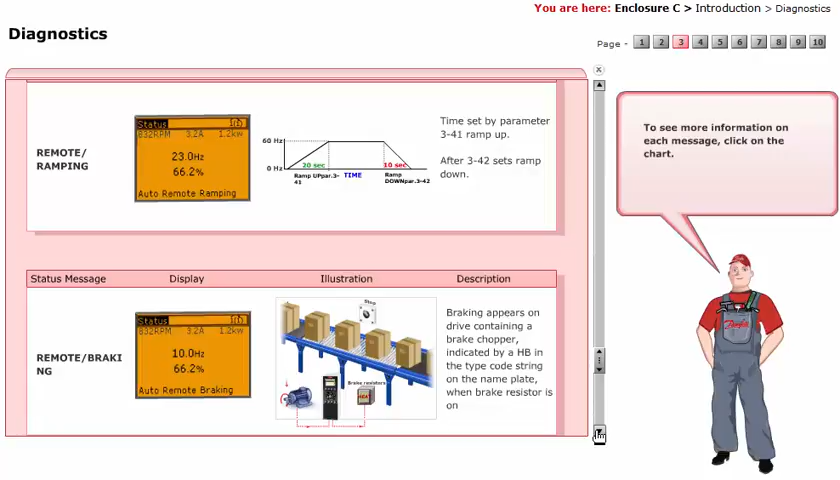 You are here: Enclosure C > Introduction > Diagnostics
Diagnostics
Page - 1 2 3 4 5 6 7 8 9 10
REMOTE/
RAMPING
Status
832RPM 3.2A 1.2kw
23.0Hz
66.2%
Auto Remote Ramping
60 Hz
0 Hz
20 sec
10 sec
Ramp UPpar.3-
41
TIME
Ramp
DOWNpar.3-42
Time set by parameter
3-41 ramp up.
After 3-42 sets ramp
down.
To see more information on
each message, click on the
chart.
Status Message Display Illustration Description
REMOTE/BRAKI
NG
Status
832RPM 3.2A 1.2kw
10.0Hz
66.2%
Auto Remote Braking
Stop
Brake resistors
HEAT
Braking appears on
drive containing a
brake chopper,
indicated by a HB in
the type code string
on the name plate,
when brake resistor is
on
Danfoss